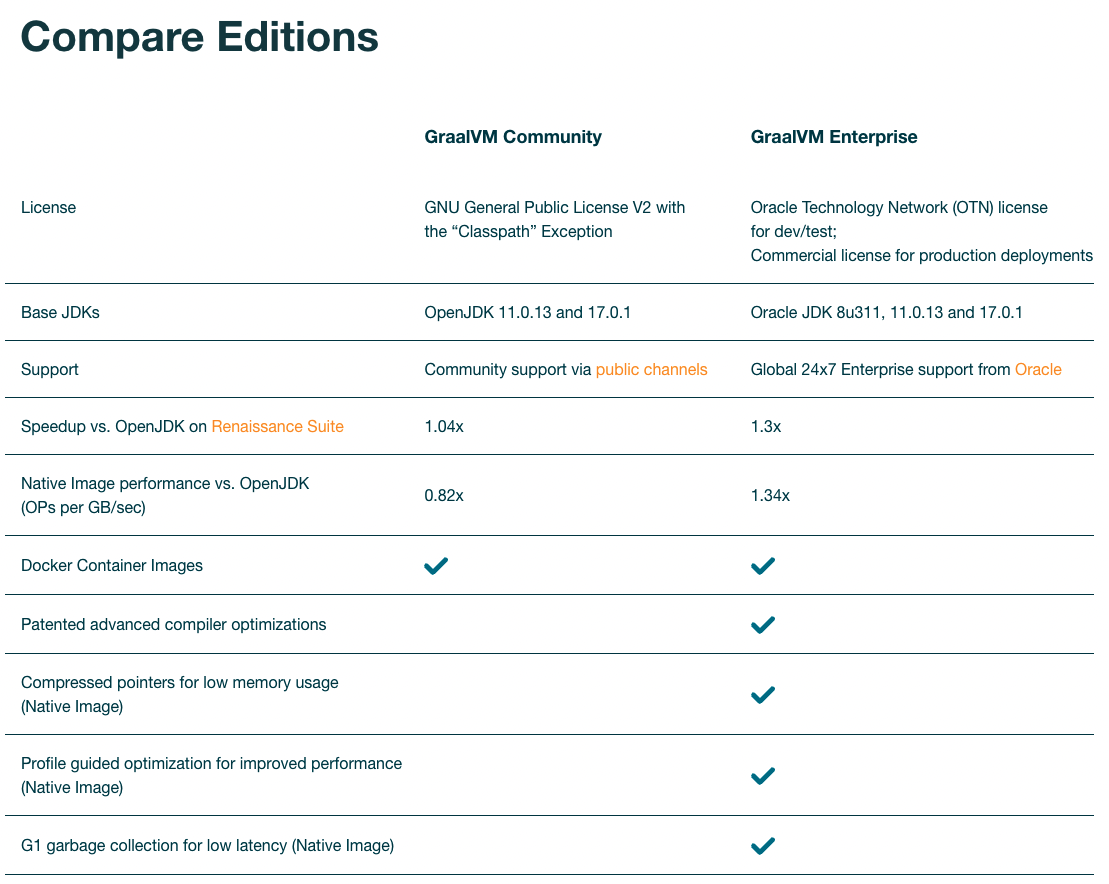 Compare Editions
GraalVM Community
GraalVM Enterprise
License
GNU General Public License V2 with
the “Classpath” Exception
Oracle Technology Network (OTN) license
for dev/test;
Commercial license for production deployments
Base JDKs
OpenJDK 11.0.13 and 17.0.1
Oracle JDK 8u311, 11.0.13 and 17.0.1
Support
Community support via public channels
Global 24x7 Enterprise support from Oracle
Speedup vs. OpenJDK on Renaissance Suite
1.04x
1.3x
Native Image performance vs. OpenJDK
(OPs per GB/sec)
0.82x
1.34x
Docker Container Images
Patented advanced compiler optimizations
Compressed pointers for low memory usage
(Native Image)
Profile guided optimization for improved performance
(Native Image)
G1 garbage collection for low latency (Native Image)